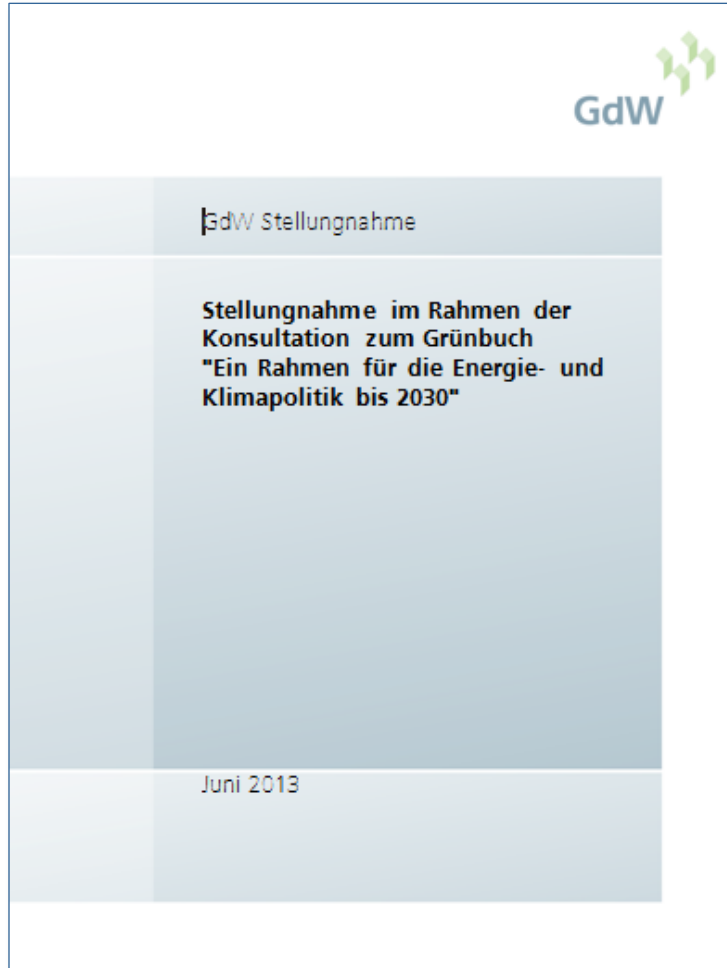 GdW
GdW Stellungnahme
Stellungnahme im Rahmen der
Konsultation zum Grünbuch
"Ein Rahmen für die Energie- und
Klimapolitik bis 2030"
Juni 2013